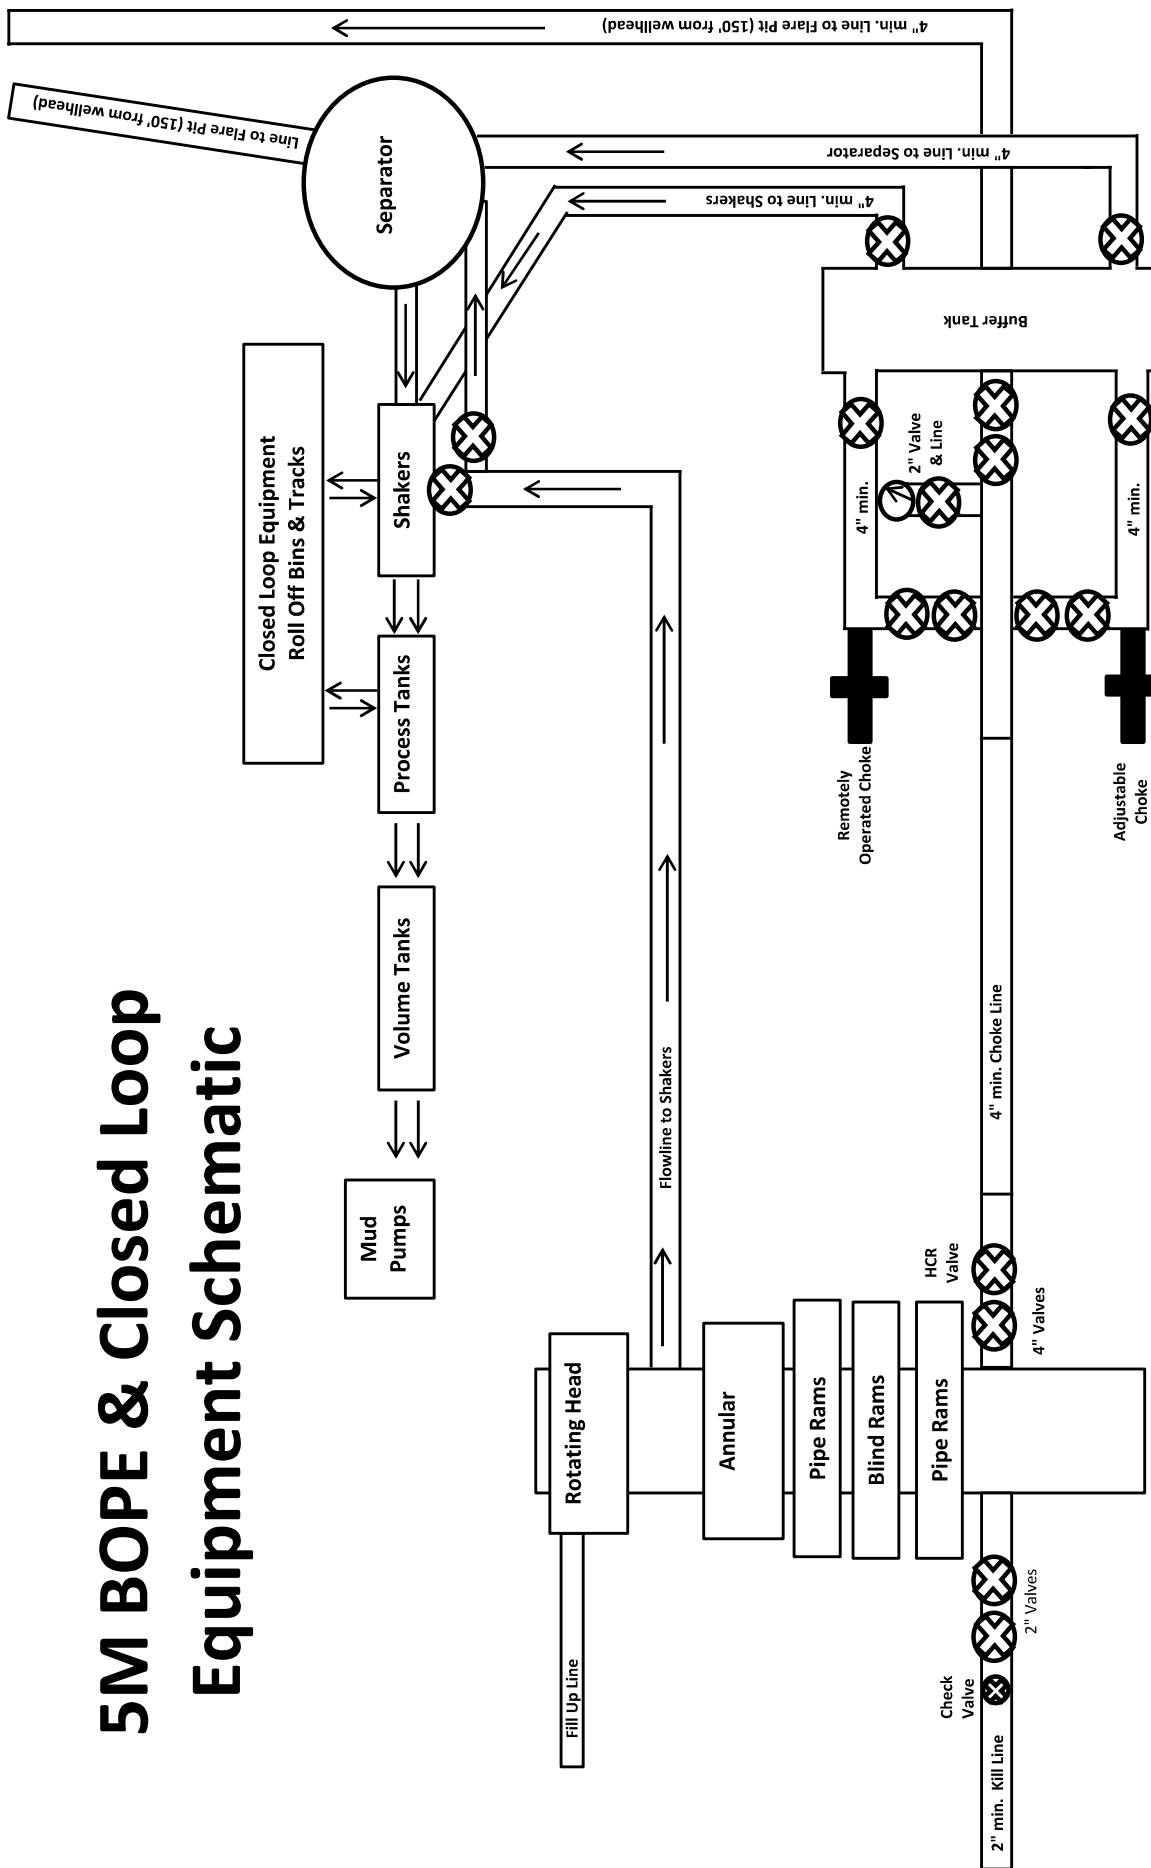 5M BOPE & Closed Loop
Equipment Schematic
Closed Loop Equipment
Roll Off Bins & Tracks
Mud
Pumps
Volume Tanks
Process Tanks
Shakers
Separator
Line to Flare Pit (150' from wellhead)
4" min. Line to Flare Pit (150' from wellhead)
4" min. Line to Separator
4" min. Line to Shakers
Fill Up Line
Rotating Head
Flowline to Shakers
Annular
Pipe Rams
Blind Rams
Pipe Rams
Remotely
Operated Choke
4" min.
2" Valve
& Line
Buffer Tank
Check
Valve
HCR
Valve
2" min. Kill Line
2" Valves
4" Valves
4" min. Choke Line
Adjustable
Choke
4" min.